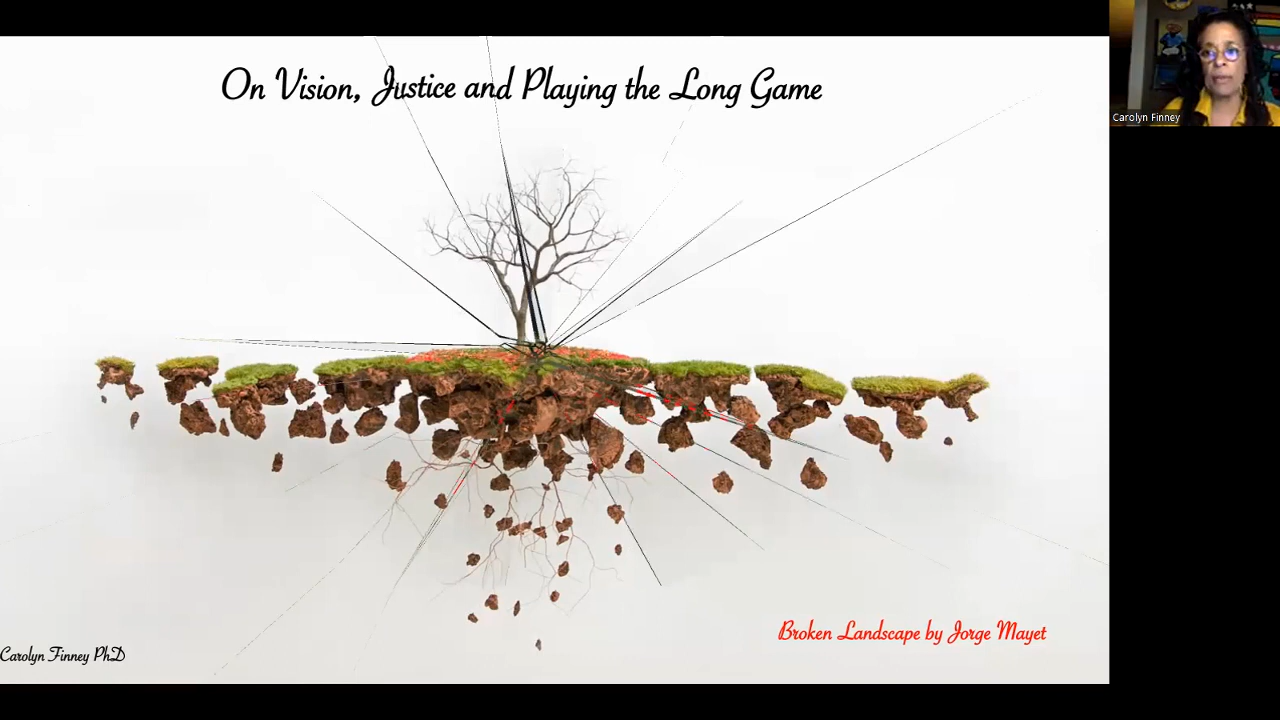 On Vision, Justice and Playing the Long Game
Carolyn Finney
Broken Landscape by Jorge Mayet
Carolyn Finney PhD